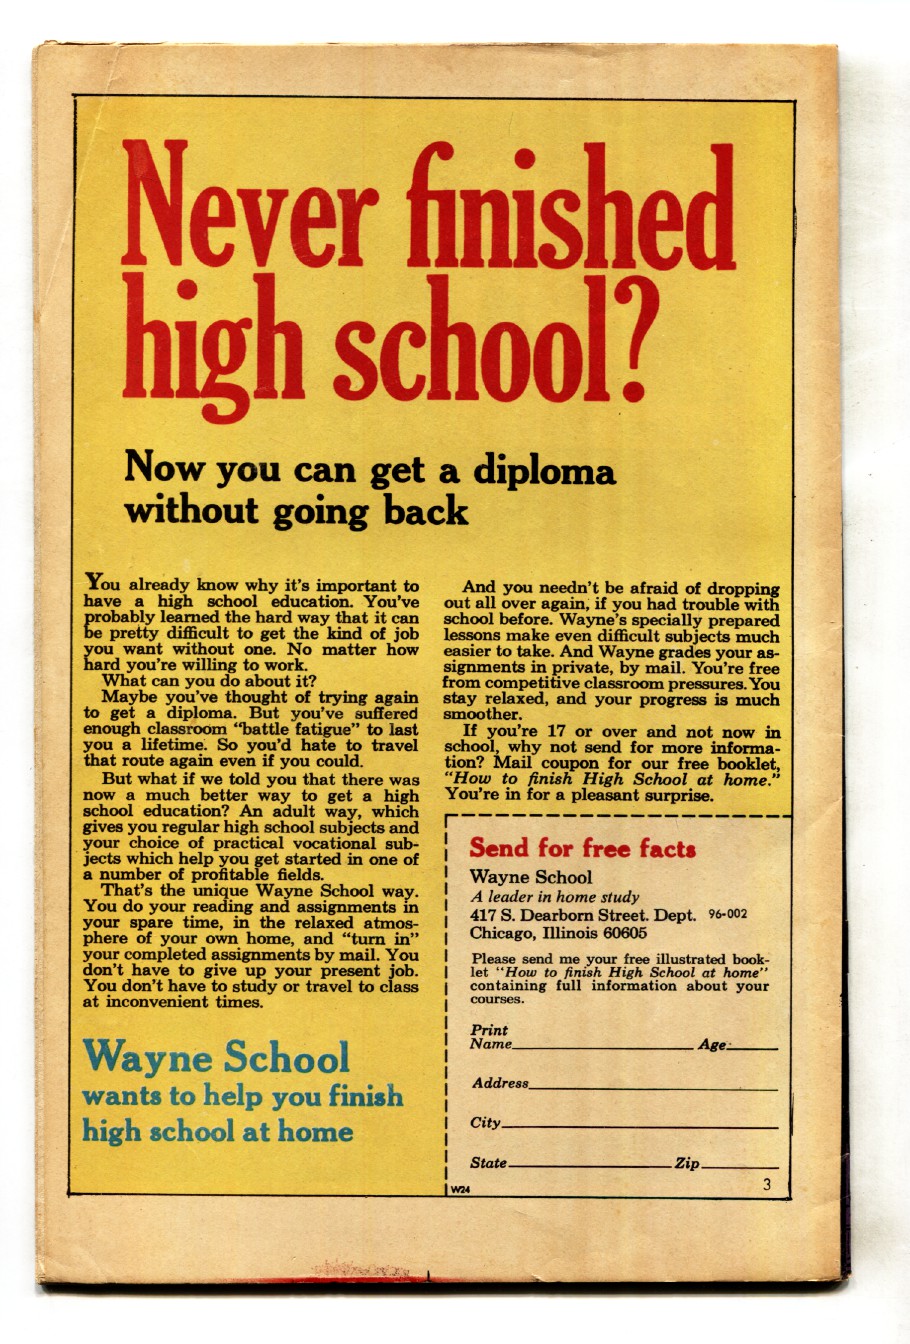 Never finished
high school?
Now you can get a diploma
without going back
You already know why it's important to
have a high school education. You've
probably learned the hard way that it can
be pretty difficult to get the kind of job
you want without one. No matter how
hard you're willing to work.
What can you do about it?
Maybe you've thought of trying again
to get a diploma. But you've suffered
enough classroom "battle fatigue" to last
you a lifetime. So you'd hate to travel
that route again even if you could.
But what if we told you that there was
now a much better way to get a high
school education? An adult way, which
gives you regular high school subjects and
your choice of practical vocational sub-
jects which help you get started in one of
a number of profitable fields.
That's the unique Wayne School way.
You do your reading and assignments in
your spare time, in the relaxed atmos-
phere of your own home, and "turn in"
your completed assignments by mail. You
don't have to give up your present job.
You don't have to study or travel to class
at inconvenient times.
Wayne School
wants to help you finish
high school at home
And you needn't be afraid of dropping
out all over again, if you had trouble with
school before. Wayne's specially prepared
lessons make even difficult subjects much
easier to take. And Wayne grades your as-
signments in private, by mail. You're free
from competitive classroom pressures. You
stay relaxed, and your progress is much
smoother.
If you're 17 or over and not now in
school, why not send for more informa-
tion? Mail coupon for our free booklet,
"How to finish High School at home."
You're in for a pleasant surprise.
Send for free facts
Wayne School
A leader in home study
417 S. Dearborn Street. Dept. 96-002
Chicago, Illinois 60605
Please send me your free illustrated book-
let "How to finish High School at home"
containing full information about your
courses.
Print
Name Age
Address
City
State Zip
W24 3